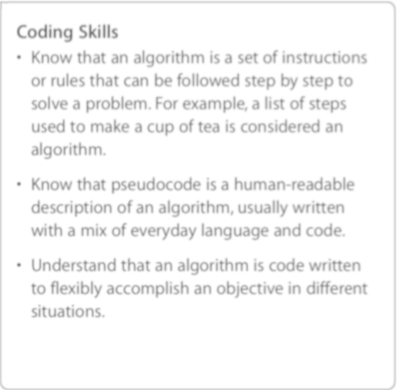 Coding Skills
• Know that an algorithm is a set of instructions
or rules that can be followed step by step to
solve a problem. For example, a list of steps
used to make a cup of tea is considered an
algorithm.
• Know that pseudocode is a human-readable
description of an algorithm, usually written
with a mix of everyday language and code.
• Understand that an algorithm is code written
to flexibly accomplish an objective in different
situations.